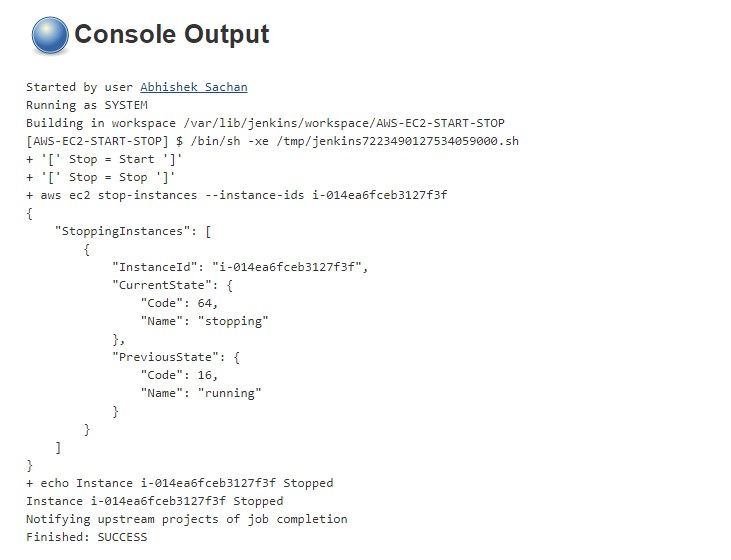 Console Output
Started by user Abhishek Sachan
Running as SYSTEM
Building in workspace /var/lib/jenkins/workspace/AWS-EC2-START-STOP
[AWS-EC2-START-STOP] $ /bin/sh -xe /tmp/jenkins7223490127534059000.sh
+ '[' Stop = Start ']'
+ '[' Stop = Stop ']'
+ aws ec2 stop-instances --instance-ids i-014ea6fceb3127f3f
{
    "StoppingInstances": [
        {
            "InstanceId": "i-014ea6fceb3127f3f",
            "CurrentState": {
                "Code": 64,
                "Name": "stopping"
            },
            "PreviousState": {
                "Code": 16,
                "Name": "running"
            }
        }
    ]
}
+ echo Instance i-014ea6fceb3127f3f Stopped
Instance i-014ea6fceb3127f3f Stopped
Notifying upstream projects of job completion
Finished: SUCCESS